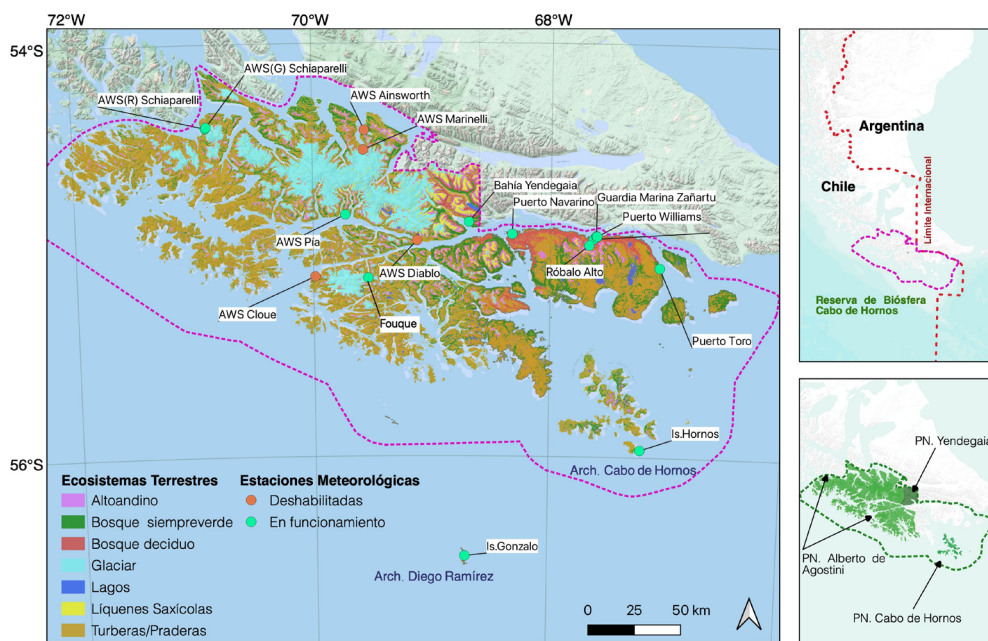 72°W
70°W
68°W
54°S
56°S
AWS(G) Schiaparelli
AWS(R) Schiaparelli
AWS Ainsworth
AWS Marinelli
Bahía Yendegaia
Puerto Navarino
Guardia Marina Zañartu
Puerto Williams
AWS Pía
AWS Diablo
Róbalo Alto
AWS Cloue
Fouque
Puerto Toro
Is.Hornos
Arch. Cabo de Hornos
Is.Gonzalo
Arch. Diego Ramírez
Ecosistemas Terrestres
Altoandino
Bosque siempreverde
Bosque deciduo
Glaciar
Lagos
Líquenes Saxícolas
Turberas/Praderas
Estaciones Meteorológicas
Deshabilitadas
En funcionamiento
0 25 50 km
Argentina
Chile
Límite Internacional
Reserva de Biósfera
Cabo de Hornos
PN. Yendegaia
PN. Alberto de
Agostini
PN. Cabo de Hornos